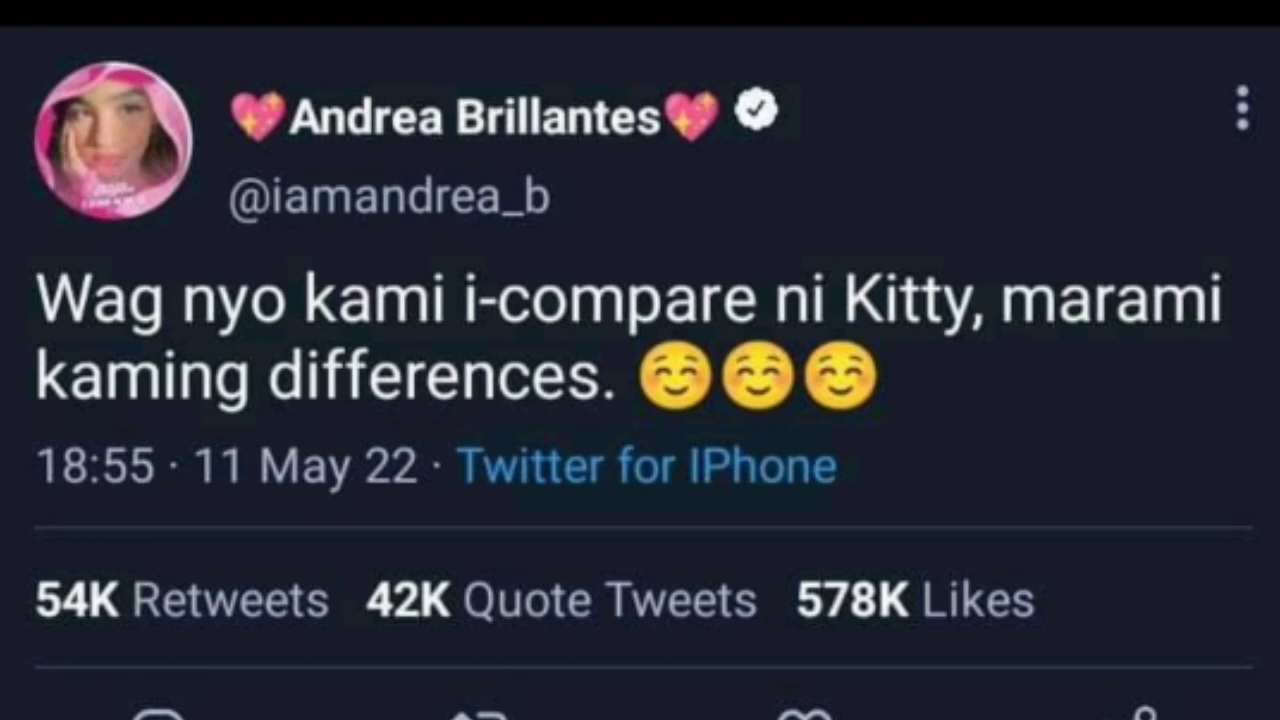 💖Andrea Brillantes💖
@iamandrea_b
Wag nyo kami i-compare ni Kitty, marami
kaming differences. ☺️☺️☺️
18:55 · 11 May 22 · Twitter for IPhone
54K Retweets 42K Quote Tweets 578K Likes